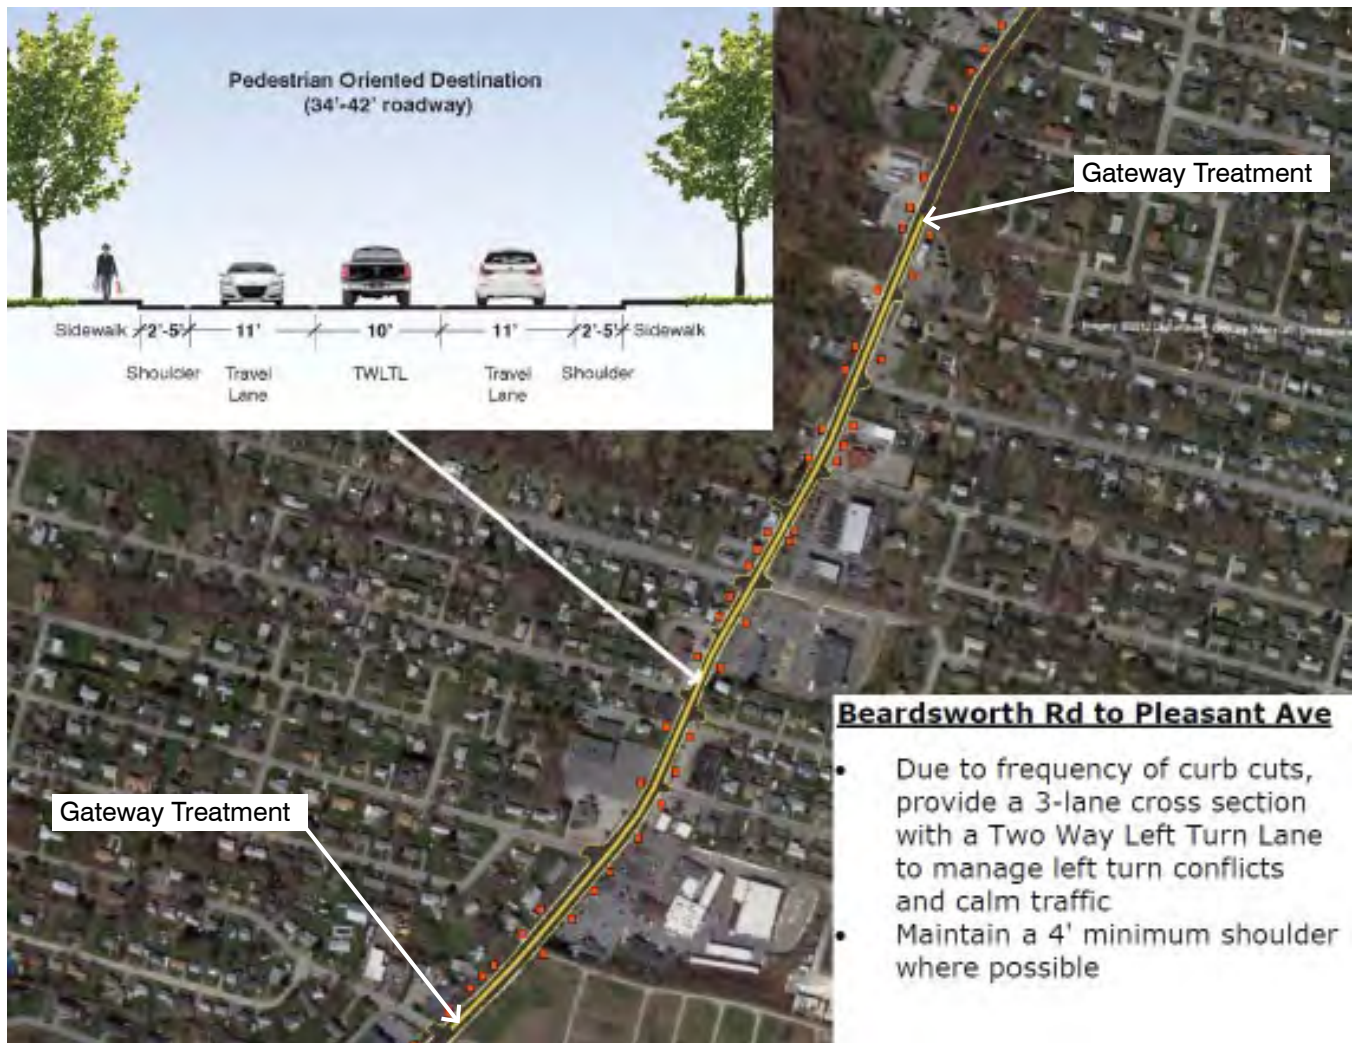 Pedestrian Oriented Destination
(34'-42' roadway)
Gateway Treatment
Sidewalk 2'-5' 11' 10' 11' 2'-5' Sidewalk
Shoulder Travel Lane TWLTL Travel Lane Shoulder
Beardsworth Rd to Pleasant Ave
• Due to frequency of curb cuts,
provide a 3-lane cross section
with a Two Way Left Turn Lane
to manage left turn conflicts
and calm traffic
• Maintain a 4' minimum shoulder
where possible
Gateway Treatment